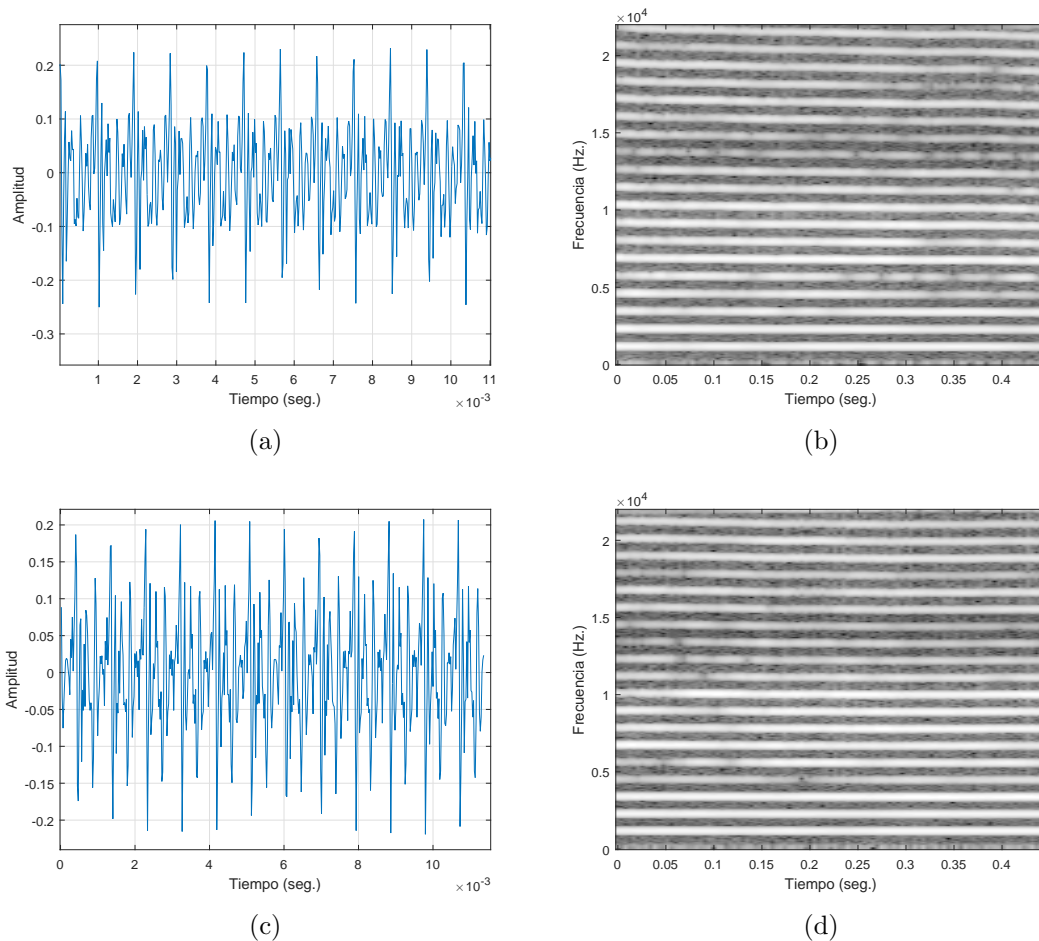 0.2
0.1
0
-0.1
-0.2
-0.3
Amplitud
1 2 3 4 5 6 7 8 9 10 11
Tiempo (seg.)
×10⁻³
(a)
×10⁴
2
1.5
1
0.5
0
Frecuencia (Hz.)
0 0.05 0.1 0.15 0.2 0.25 0.3 0.35 0.4
Tiempo (seg.)
(b)
0.2
0.15
0.1
0.05
0
-0.05
-0.1
-0.15
-0.2
Amplitud
0 2 4 6 8 10
Tiempo (seg.)
×10⁻³
(c)
×10⁴
2
1.5
1
0.5
0
Frecuencia (Hz.)
0 0.05 0.1 0.15 0.2 0.25 0.3 0.35 0.4
Tiempo (seg.)
(d)